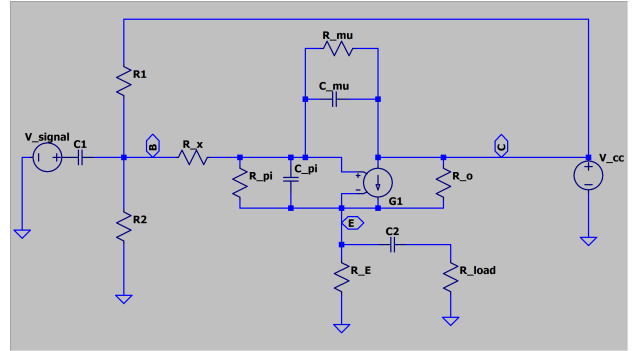 R_mu
R1
C_mu
V_signal
C1
B
R_x
C
V_cc
R_pi
C_pi
G1
R_o
R2
E
C2
R_E
R_load